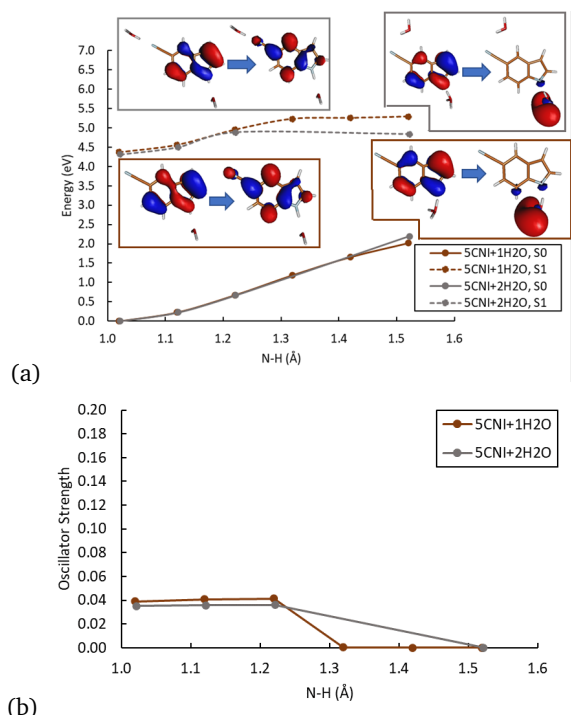 (a)
Energy (eV)
7.0
6.5
6.0
5.5
5.0
4.5
4.0
3.5
3.0
2.5
2.0
1.5
1.0
0.5
0.0
1.0 1.1 1.2 1.3 1.4 1.5 1.6
N-H (Å)
5CNI+1H2O, S0
5CNI+1H2O, S1
5CNI+2H2O, S0
5CNI+2H2O, S1
(b)
Oscillator Strength
0.20
0.18
0.16
0.14
0.12
0.10
0.08
0.06
0.04
0.02
0.00
1.0 1.1 1.2 1.3 1.4 1.5 1.6
N-H (Å)
5CNI+1H2O
5CNI+2H2O